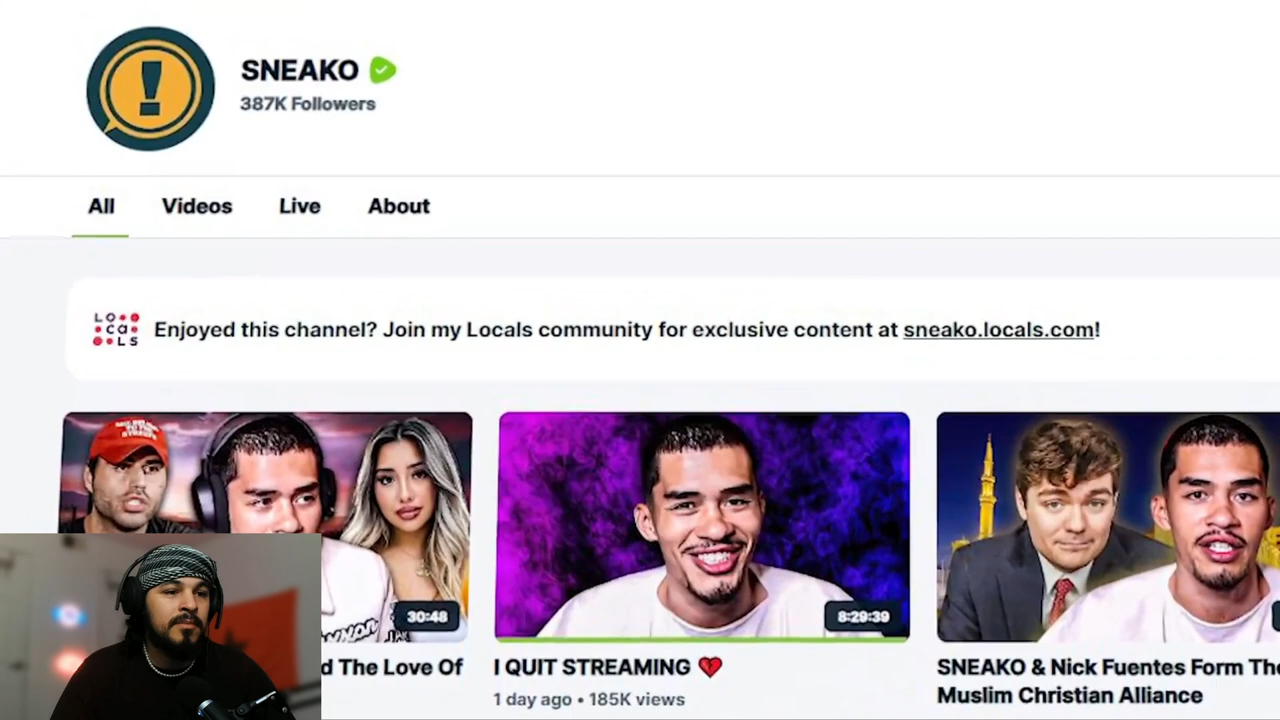 SNEAKO
387K Followers
All Videos Live About
LOCALS
Enjoyed this channel? Join my Locals community for exclusive content at sneako.locals.com!
30:48
8:29:39
d The Love Of
I QUIT STREAMING
1 day ago • 185K views
SNEAKO & Nick Fuentes Form The
Muslim Christian Alliance